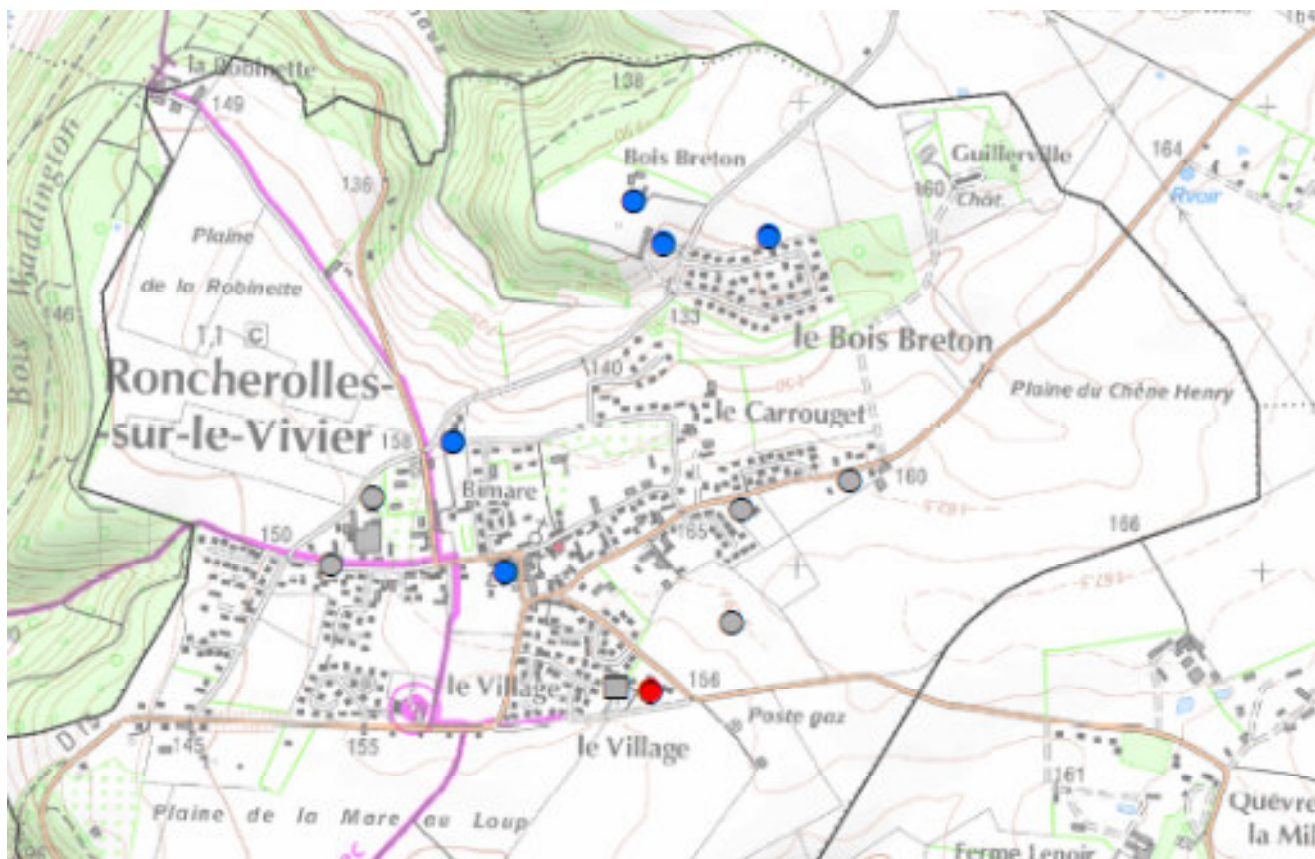 la Robinette
149
138
164
Bois Breton
Guillerville
160
Chât.
Rvoir
136
Plaine
de la Robinette
Bois Waddington
146
133
le Bois Breton
11 C
140
Roncherolles-
-sur-le-Vivier
le Carrouget
Plaine du Chêne Henry
158
Bimare
160
150
165
166
le Village
156
Poste gaz
le Village
145
155
161
Plaine de la Mare au Loup
Quèvre
la Mil
Ferme Lenoir